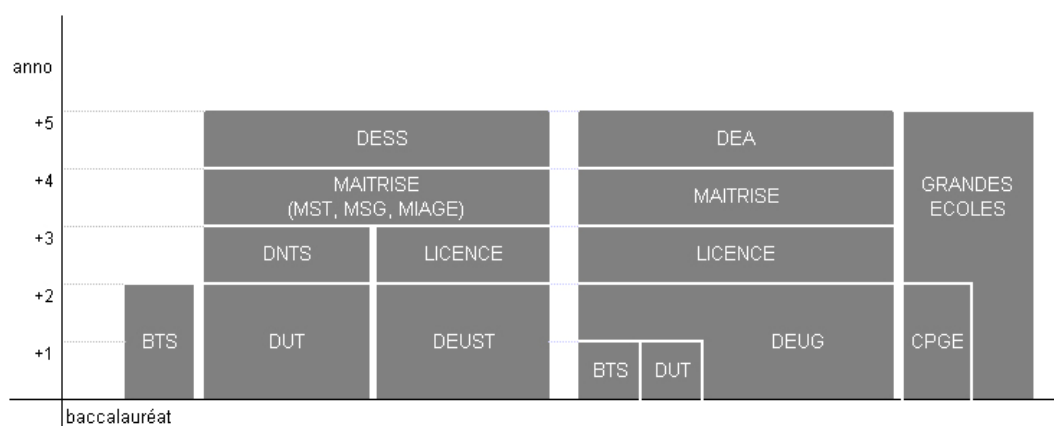 anno
+5
DESS
DEA
+4
MAITRISE
(MST, MSG, MIAGE)
MAITRISE
GRANDES
ECOLES
+3
DNTS
LICENCE
LICENCE
+2
BTS
DUT
DEUST
DEUG
CPGE
+1
BTS
DUT
baccalauréat